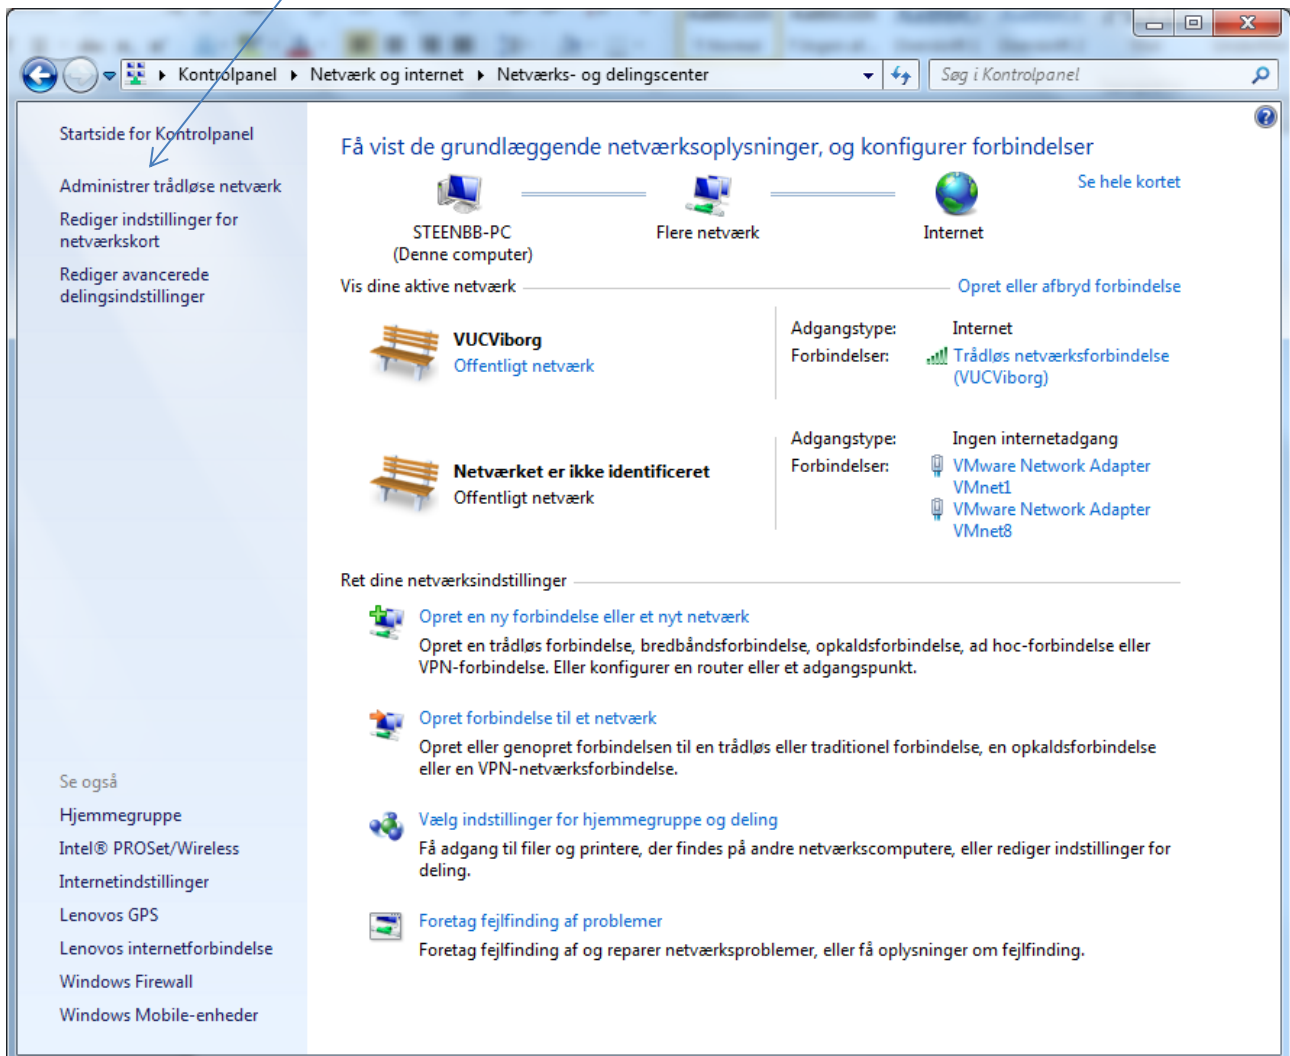 Kontrolpanel ▸ Netværk og internet ▸ Netværks- og delingscenter
Søg i Kontrolpanel
Startside for Kontrolpanel
Administrer trådløse netværk
Rediger indstillinger for
netværkskort
Rediger avancerede
delingsindstillinger
Få vist de grundlæggende netværksoplysninger, og konfigurer forbindelser
Se hele kortet
STEENBB-PC
(Denne computer)
Flere netværk
Internet
Vis dine aktive netværk
Opret eller afbryd forbindelse
VUCViborg
Offentligt netværk
Adgangstype: Internet
Forbindelser: Trådløs netværksforbindelse
(VUCViborg)
Netværket er ikke identificeret
Offentligt netværk
Adgangstype: Ingen internetadgang
Forbindelser: VMware Network Adapter
VMnet1
VMware Network Adapter
VMnet8
Ret dine netværksindstillinger
Opret en ny forbindelse eller et nyt netværk
Opret en trådløs forbindelse, bredbåndsforbindelse, opkaldsforbindelse, ad hoc-forbindelse eller
VPN-forbindelse. Eller konfigurer en router eller et adgangspunkt.
Opret forbindelse til et netværk
Opret eller genopret forbindelsen til en trådløs eller traditionel forbindelse, en opkaldsforbindelse
eller en VPN-netværksforbindelse.
Vælg indstillinger for hjemmegruppe og deling
Få adgang til filer og printere, der findes på andre netværkscomputere, eller rediger indstillinger for
deling.
Foretag fejlfinding af problemer
Foretag fejlfinding af og reparer netværksproblemer, eller få oplysninger om fejlfinding.
Se også
Hjemmegruppe
Intel® PROSet/Wireless
Internetindstillinger
Lenovos GPS
Lenovos internetforbindelse
Windows Firewall
Windows Mobile-enheder